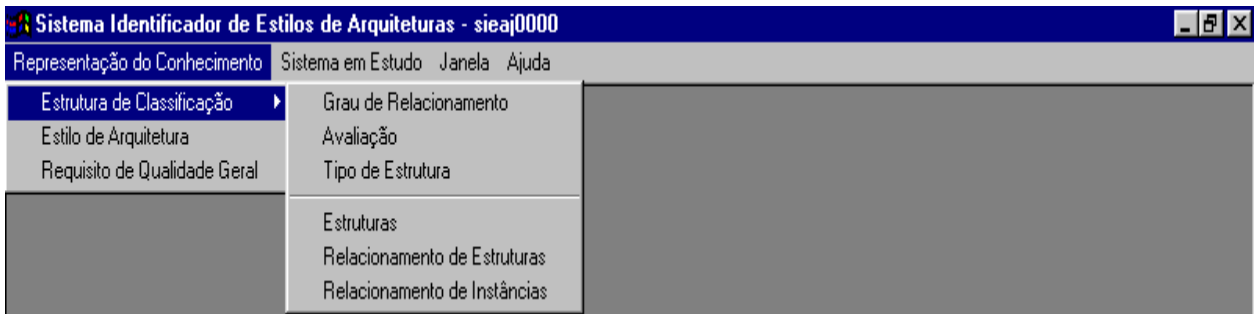 Sistema Identificador de Estilos de Arquiteturas - sieaj0000
Representação do Conhecimento Sistema em Estudo Janela Ajuda
Estrutura de Classificação
Estilo de Arquitetura
Requisito de Qualidade Geral
Grau de Relacionamento
Avaliação
Tipo de Estrutura
Estruturas
Relacionamento de Estruturas
Relacionamento de Instâncias